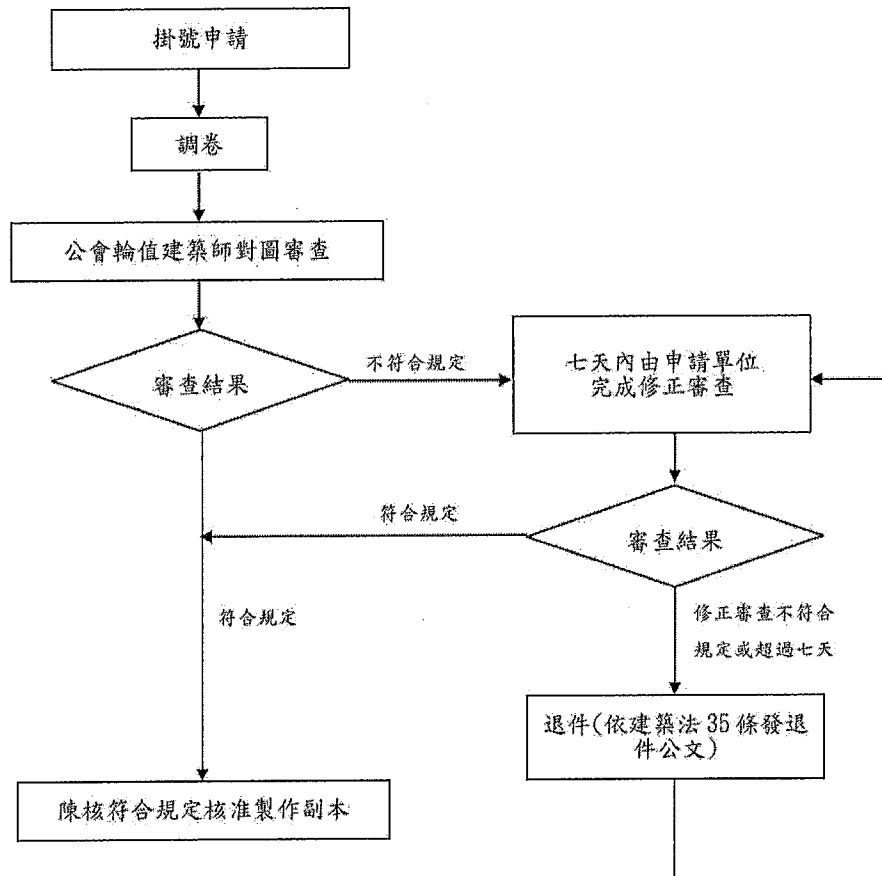 掛號申請
調卷
公會輪值建築師對圖審查
審查結果
不符合規定
七天內由申請單位
完成修正審查
符合規定
審查結果
符合規定
修正審查不符合
規定或超過七天
退件(依建築法 35 條發退
件公文)
陳核符合規定核准製作副本